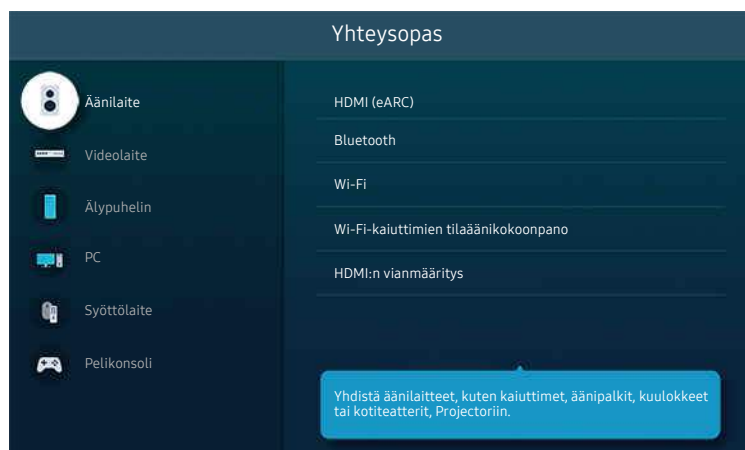 Yhteysopas
Äänilaite
Videolaite
Älypuhelin
PC
Syöttölaite
Pelikonsoli
HDMI (eARC)
Bluetooth
Wi-Fi
Wi-Fi-kaiuttimien tilaäänikokoonpano
HDMI:n vianmääritys
Yhdistä äänilaitteet, kuten kaiuttimet, äänipalkit, kuulokkeet
tai kotiteatterit, Projectoriin.